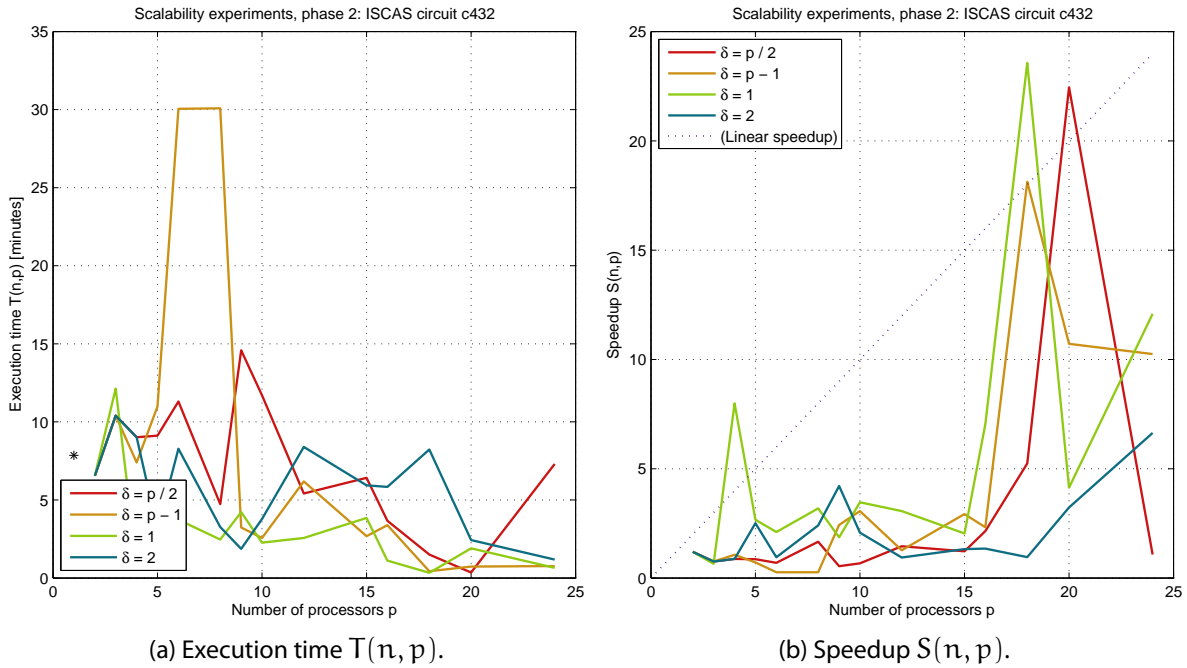 Scalability experiments, phase 2: ISCAS circuit c432
35
30
25
20
15
10
5
0
Execution time T(n,p) [minutes]
*
δ = p / 2
δ = p − 1
δ = 1
δ = 2
0 5 10 15 20 25
Number of processors p
(a) Execution time T(n, p).
Scalability experiments, phase 2: ISCAS circuit c432
25
20
15
10
5
0
Speedup S(n,p)
δ = p / 2
δ = p − 1
δ = 1
δ = 2
(Linear speedup)
0 5 10 15 20 25
Number of processors p
(b) Speedup S(n, p).